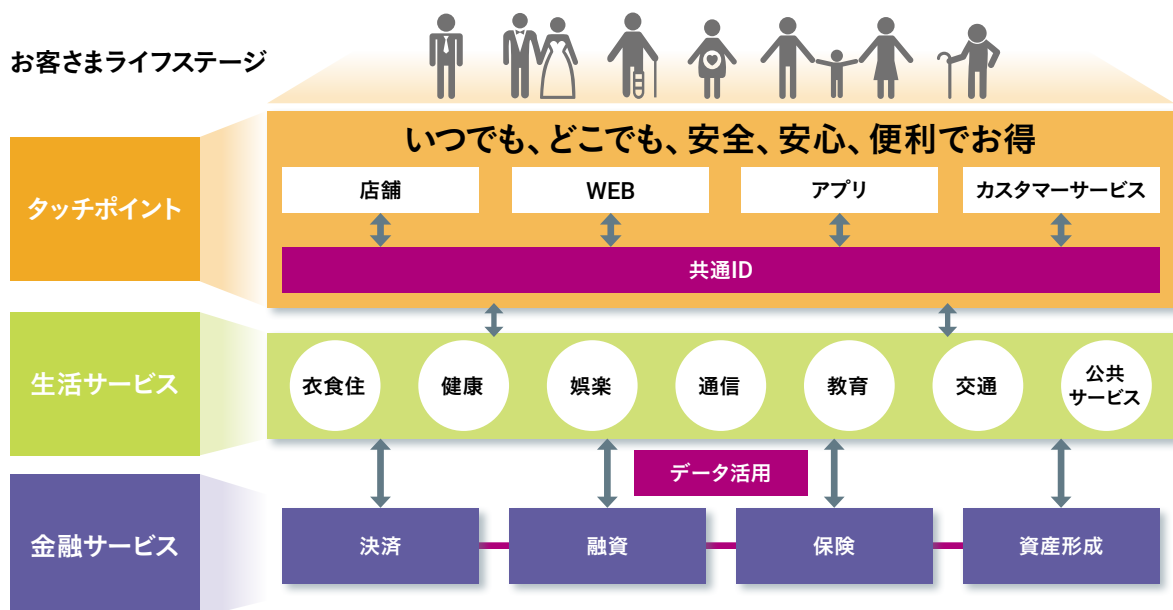 お客さまライフステージ
いつでも、どこでも、安全、安心、便利でお得
タッチポイント
店舗
WEB
アプリ
カスタマーサービス
共通ID
生活サービス
衣食住
健康
娯楽
通信
教育
交通
公共
サービス
データ活用
金融サービス
決済
融資
保険
資産形成